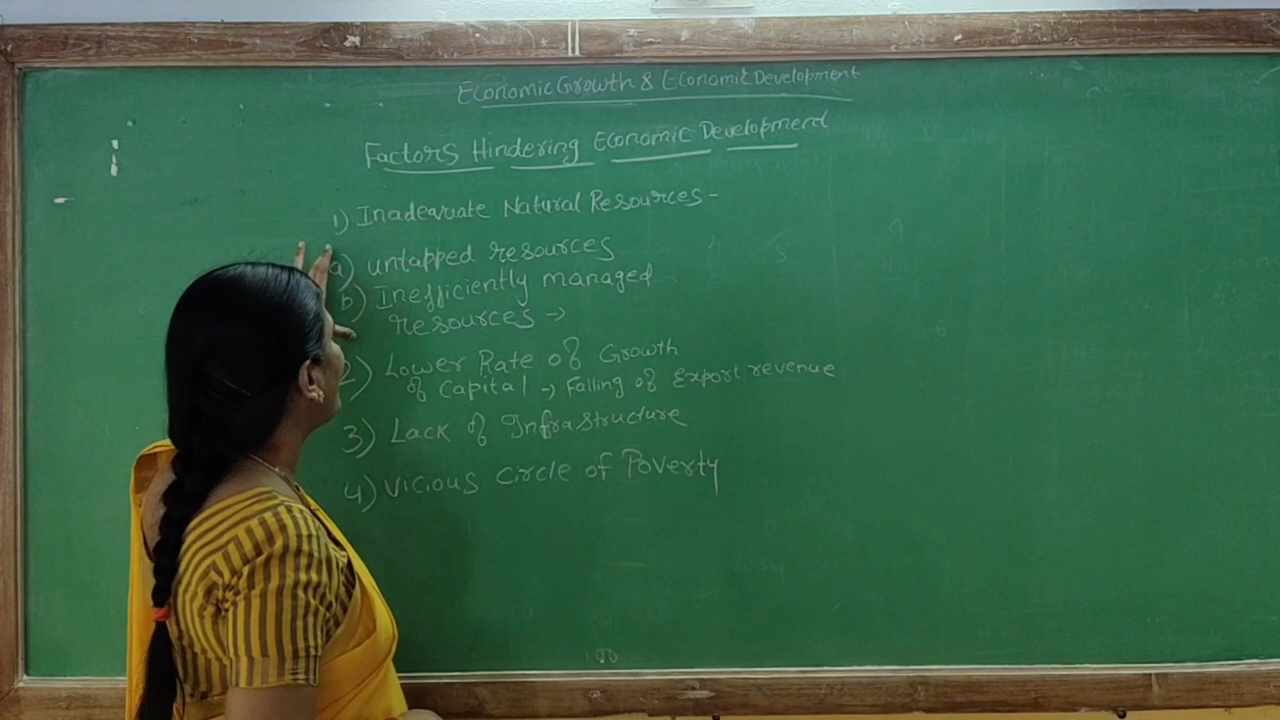 Economic Growth & Economic Development
Factors Hindering Economic Development
1) Inadequate Natural Resources -
a) untapped resources
b) Inefficiently managed
resources →
2) Lower Rate of Growth
of Capital → Falling of Export revenue
3) Lack of Infrastructure
4) Vicious Circle of Poverty